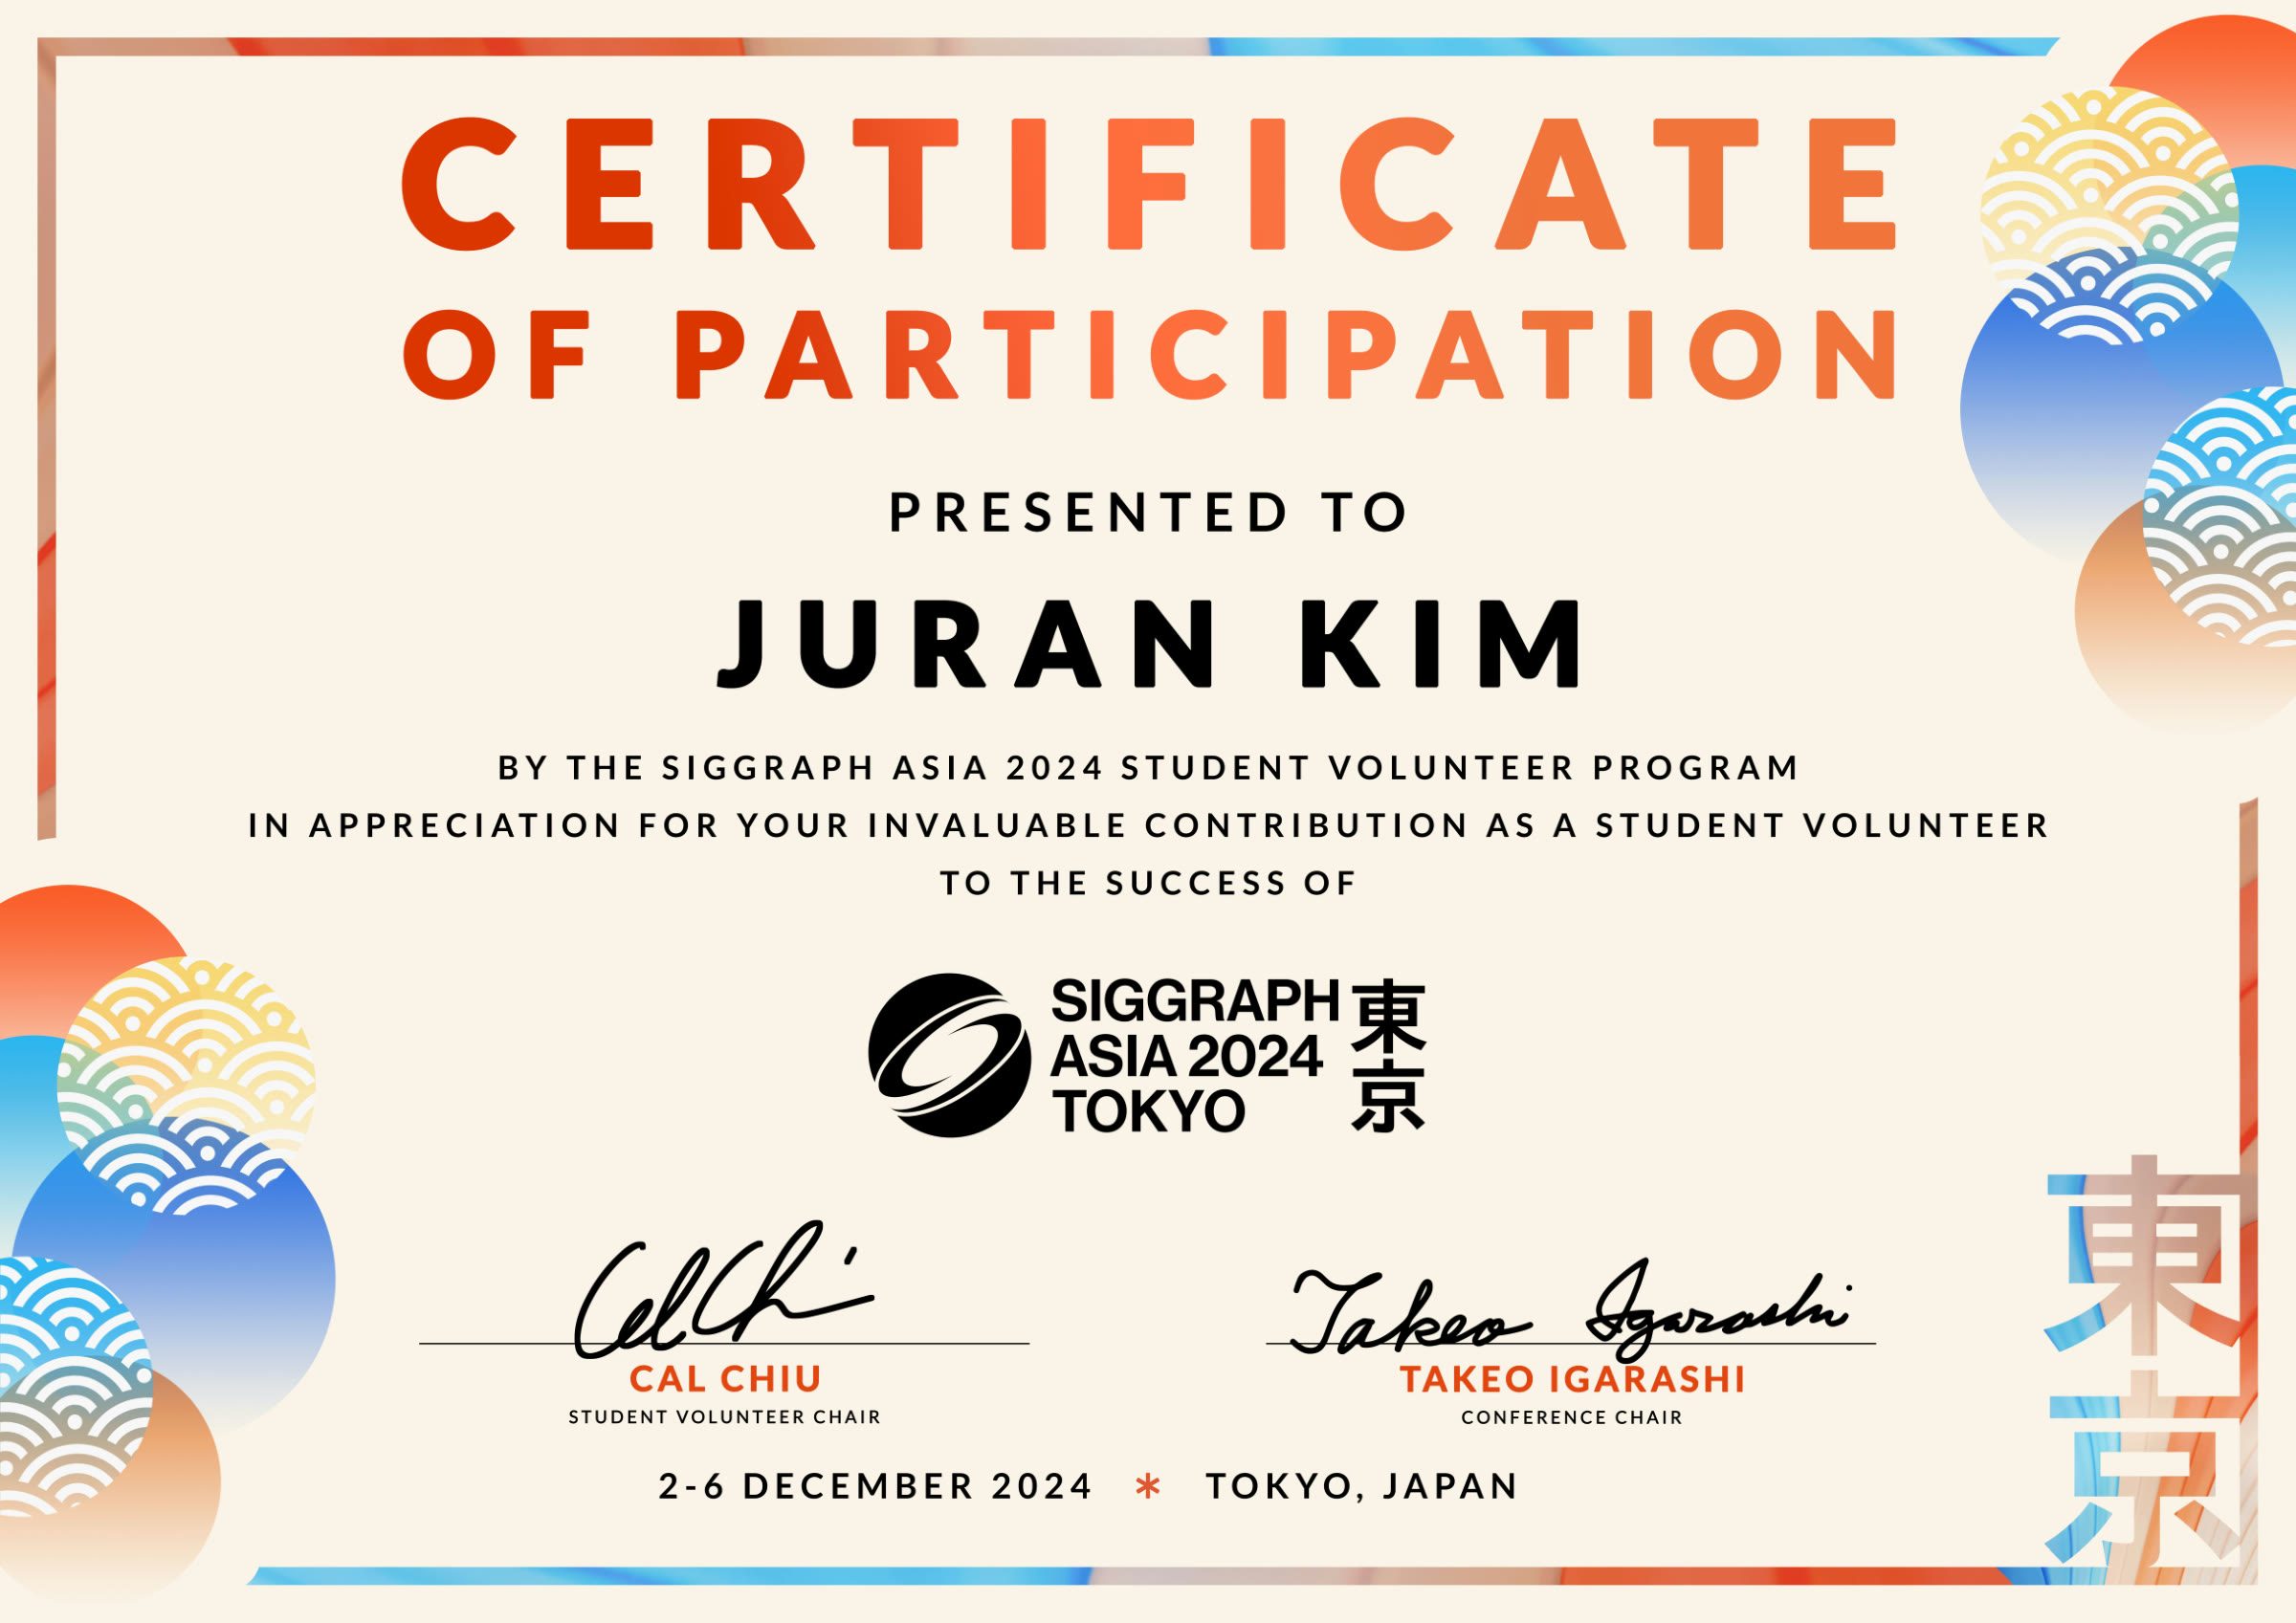 CERTIFICATE
OF PARTICIPATION
PRESENTED TO
JURAN KIM
BY THE SIGGRAPH ASIA 2024 STUDENT VOLUNTEER PROGRAM
IN APPRECIATION FOR YOUR INVALUABLE CONTRIBUTION AS A STUDENT VOLUNTEER
TO THE SUCCESS OF
SIGGRAPH
ASIA 2024
TOKYO
東京
Cal Chi
Takeo Igarashi
CAL CHIU
TAKEO IGARASHI
STUDENT VOLUNTEER CHAIR
CONFERENCE CHAIR
2-6 DECEMBER 2024 * TOKYO, JAPAN
東京